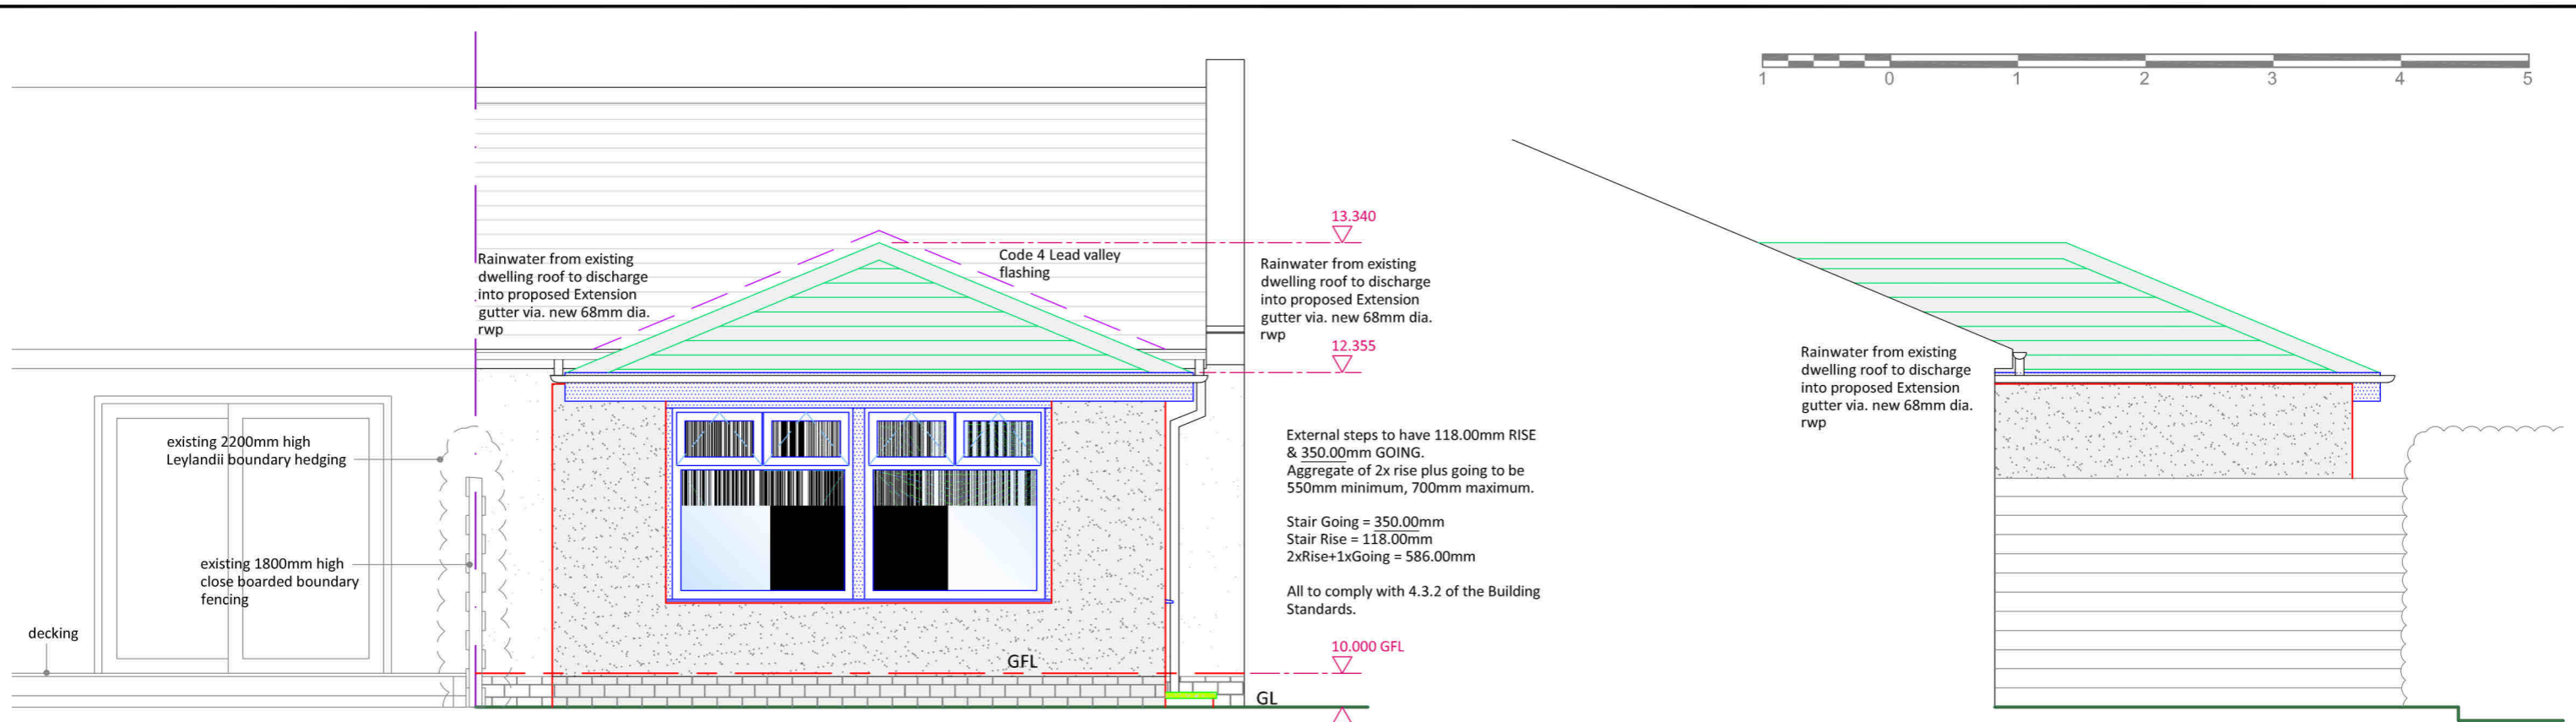 1 0 1 2 3 4 5
13.340
Rainwater from existing
dwelling roof to discharge
into proposed Extension
gutter via. new 68mm dia.
rwp
Code 4 Lead valley
flashing
Rainwater from existing
dwelling roof to discharge
into proposed Extension
gutter via. new 68mm dia.
rwp
12.355
Rainwater from existing
dwelling roof to discharge
into proposed Extension
gutter via. new 68mm dia.
rwp
existing 2200mm high
Leylandii boundary hedging
External steps to have 118.00mm RISE
& 350.00mm GOING.
Aggregate of 2x rise plus going to be
550mm minimum, 700mm maximum.
Stair Going = 350.00mm
Stair Rise = 118.00mm
2xRise+1xGoing = 586.00mm
All to comply with 4.3.2 of the Building
Standards.
existing 1800mm high
close boarded boundary
fencing
decking
10.000 GFL
GFL
GL